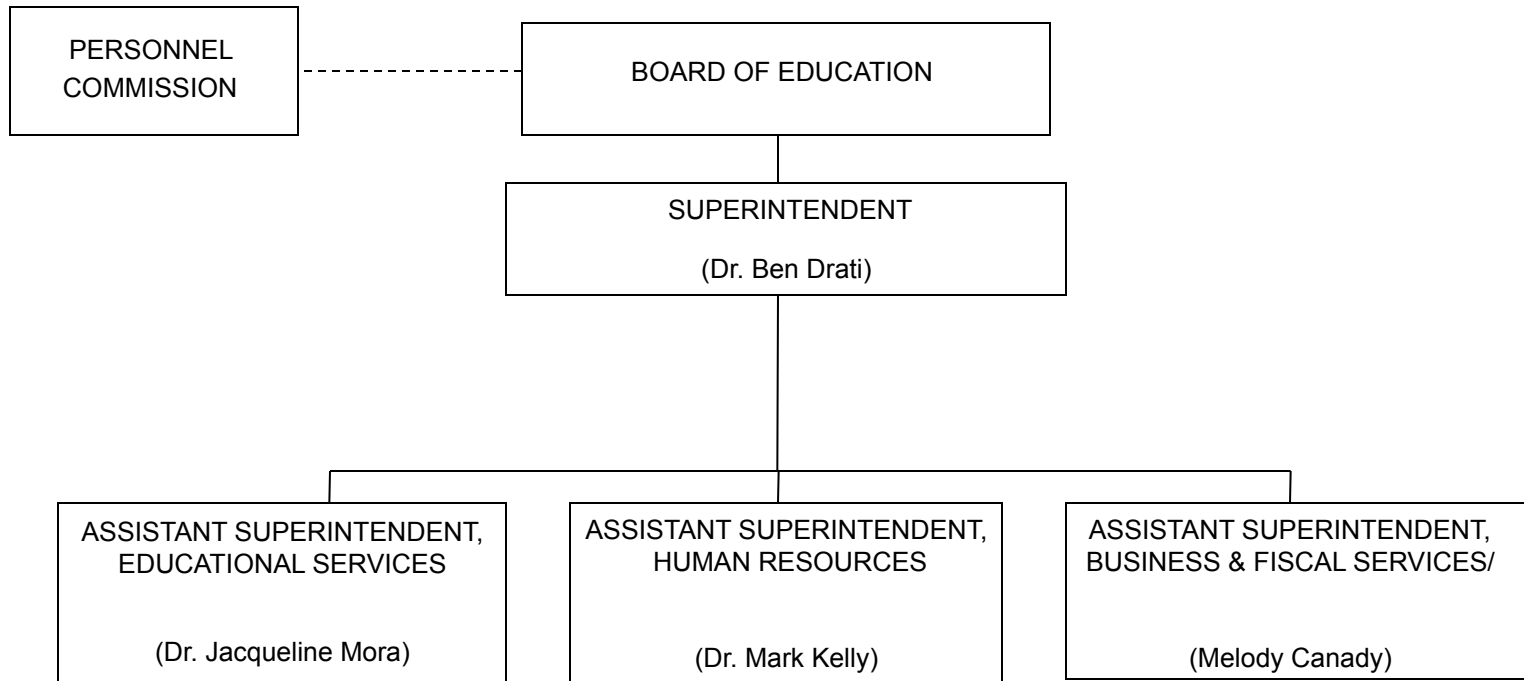 PERSONNEL
COMMISSION
BOARD OF EDUCATION
SUPERINTENDENT
(Dr. Ben Drati)
ASSISTANT SUPERINTENDENT,
EDUCATIONAL SERVICES
(Dr. Jacqueline Mora)
ASSISTANT SUPERINTENDENT,
HUMAN RESOURCES
(Dr. Mark Kelly)
ASSISTANT SUPERINTENDENT,
BUSINESS & FISCAL SERVICES/
(Melody Canady)